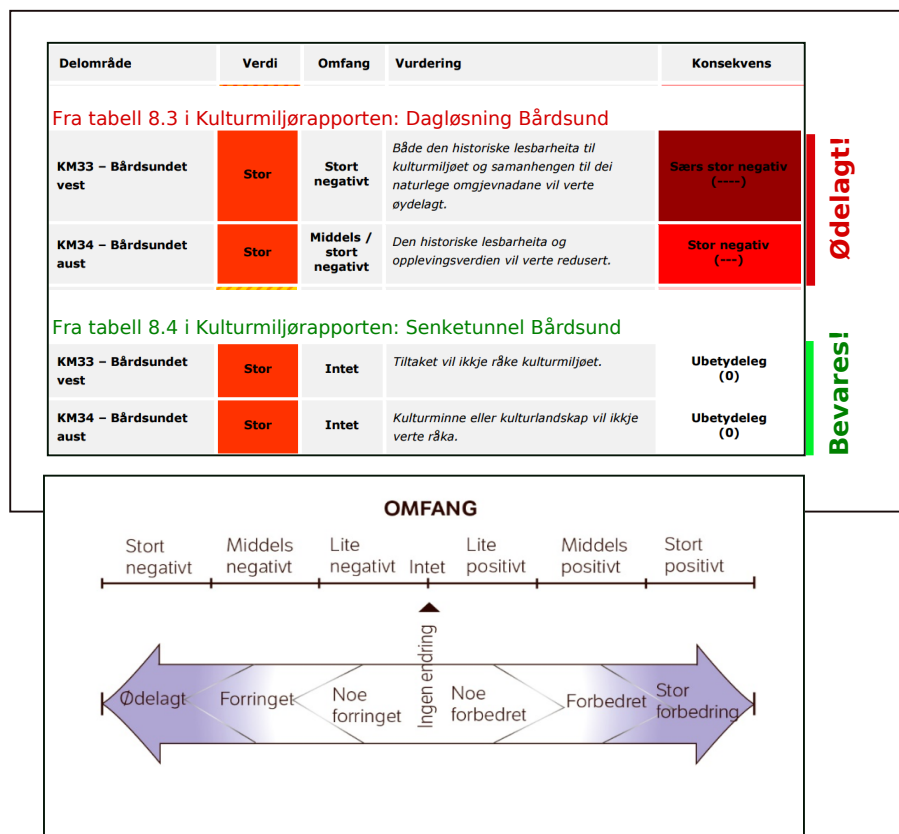 Delområde Verdi Omfang Vurdering Konsekvens
Fra tabell 8.3 i Kulturmiljørapporten: Dagløsning Bårdsund
KM33 – Bårdsundet
vest
Stor
Stort
negativt
Både den historiske lesbarheita til
kulturmiljøet og samanhengen til dei
naturlege omgjevnadane vil verte
øydelagt.
Særs stor negativ
(----)
KM34 – Bårdsundet
aust
Stor
Middels /
stort
negativt
Den historiske lesbarheita og
opplevingsverdien vil verte redusert.
Stor negativ
(---)
Ødelagt!
Fra tabell 8.4 i Kulturmiljørapporten: Senketunnel Bårdsund
KM33 – Bårdsundet
vest
Stor
Intet
Tiltaket vil ikkje råke kulturmiljøet.
Ubetydeleg
(0)
KM34 – Bårdsundet
aust
Stor
Intet
Kulturminne eller kulturlandskap vil ikkje
verte råka.
Ubetydeleg
(0)
Bevares!
OMFANG
Stort
negativt
Middels
negativt
Lite
negativt
Intet
Lite
positivt
Middels
positivt
Stort
positivt
Ødelagt
Forringet
Noe
forringet
Ingen endring
Noe
forbedret
Forbedret
Stor
forbedring